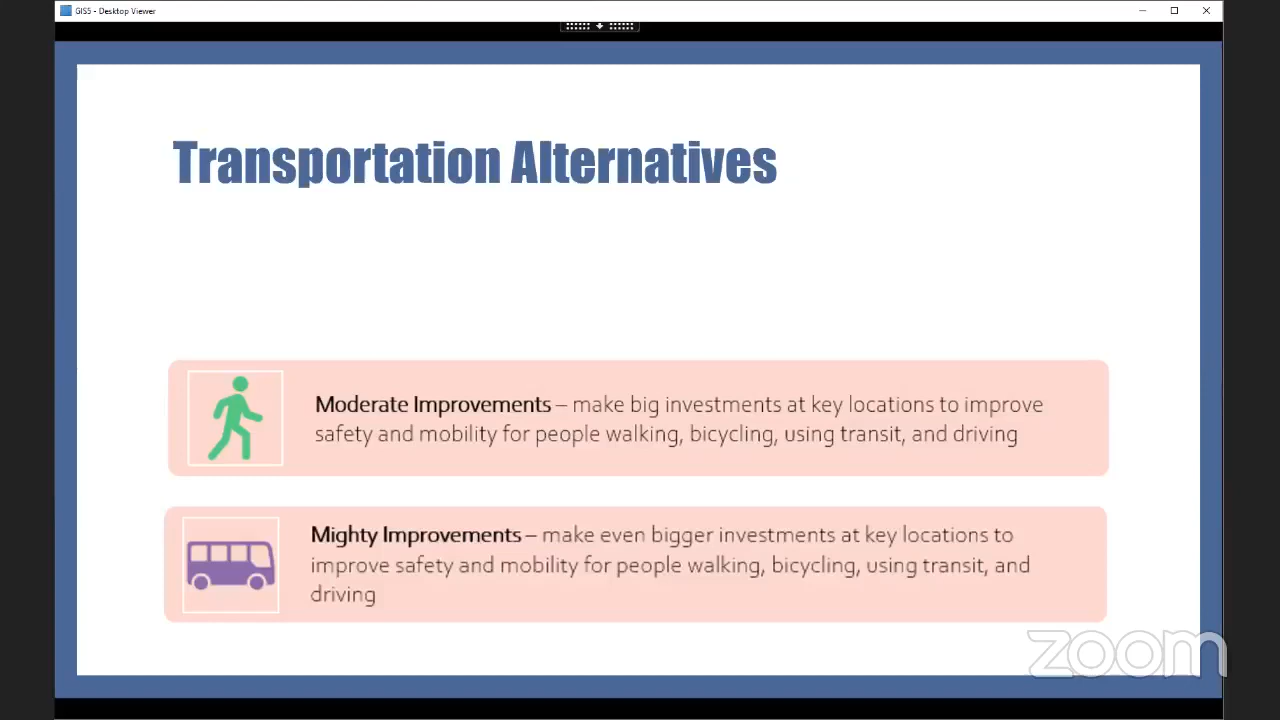 GIS5 - Desktop Viewer
Transportation Alternatives
Moderate Improvements – make big investments at key locations to improve
safety and mobility for people walking, bicycling, using transit, and driving
Mighty Improvements – make even bigger investments at key locations to
improve safety and mobility for people walking, bicycling, using transit, and
driving
zoom